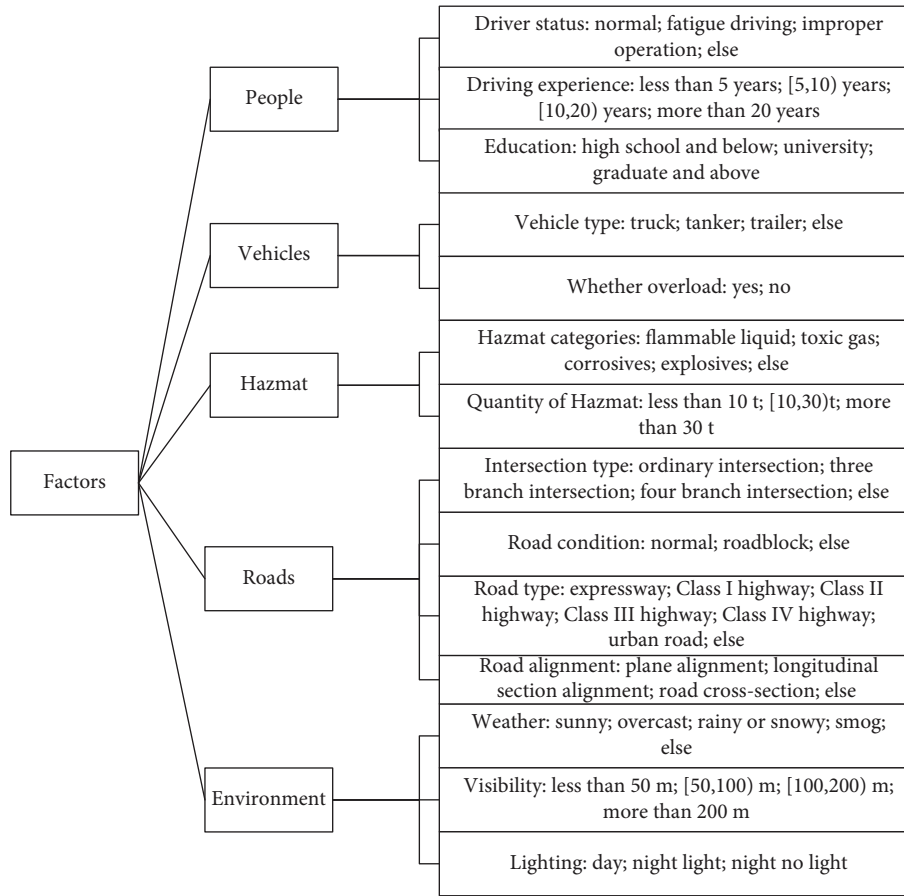 Factors
People
Driver status: normal; fatigue driving; improper
operation; else
Driving experience: less than 5 years; [5,10) years;
[10,20) years; more than 20 years
Education: high school and below; university;
graduate and above
Vehicles
Vehicle type: truck; tanker; trailer; else
Whether overload: yes; no
Hazmat
Hazmat categories: flammable liquid; toxic gas;
corrosives; explosives; else
Quantity of Hazmat: less than 10 t; [10,30)t; more
than 30 t
Roads
Intersection type: ordinary intersection; three
branch intersection; four branch intersection; else
Road condition: normal; roadblock; else
Road type: expressway; Class I highway; Class II
highway; Class III highway; Class IV highway;
urban road; else
Road alignment: plane alignment; longitudinal
section alignment; road cross-section; else
Environment
Weather: sunny; overcast; rainy or snowy; smog;
else
Visibility: less than 50 m; [50,100) m; [100,200) m;
more than 200 m
Lighting: day; night light; night no light